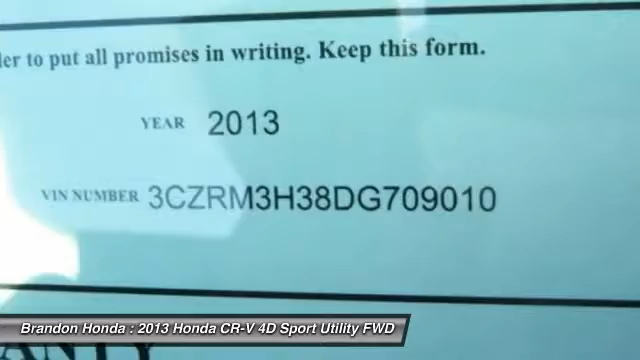 to put all promises in writing. Keep this form.
YEAR 2013
VIN NUMBER 3CZRM3H38DG709010
Brandon Honda : 2013 Honda CR-V 4D Sport Utility FWD